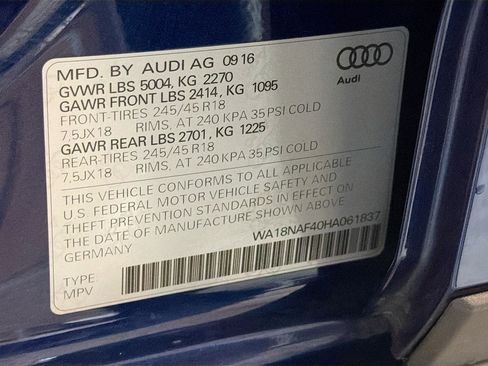 MFD. BY AUDI AG 0916
GVWR LBS 5004, KG 2270
GAWR FRONT LBS 2414, KG 1095
FRONT-TIRES 245/45 R18
7,5JX18 RIMS, AT 240 KPA 35 PSI COLD
GAWR REAR LBS 2701, KG 1225
REAR-TIRES 245/45 R18
7,5JX18 RIMS, AT 240 KPA 35 PSI COLD
Audi
THIS VEHICLE CONFORMS TO ALL APPLICABLE
U.S FEDERAL MOTOR VEHICLE SAFETY AND
THEFT PREVENTION STANDARDS IN EFFECT ON
THE DATE OF MANUFACTURE SHOWN ABOVE.
GERMANY
WA18NAF40HA061837
TYPE
MPV